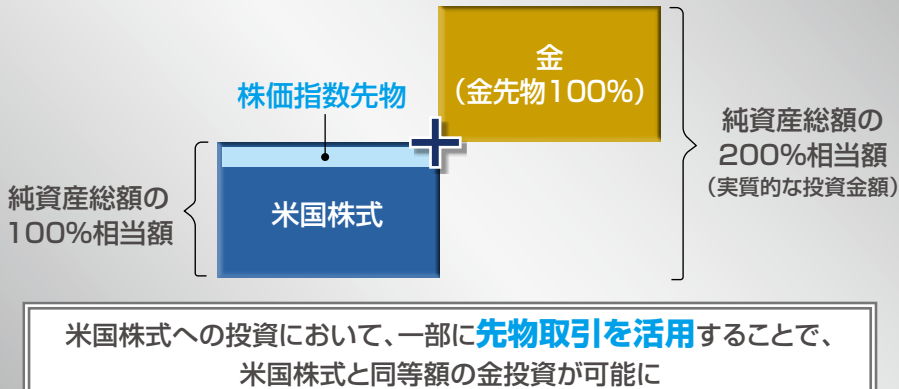 金
(金先物100%)
株価指数先物
米国株式
純資産総額の
100%相当額
純資産総額の
200%相当額
(実質的な投資金額)
米国株式への投資において、一部に先物取引を活用することで、
米国株式と同等額の金投資が可能に